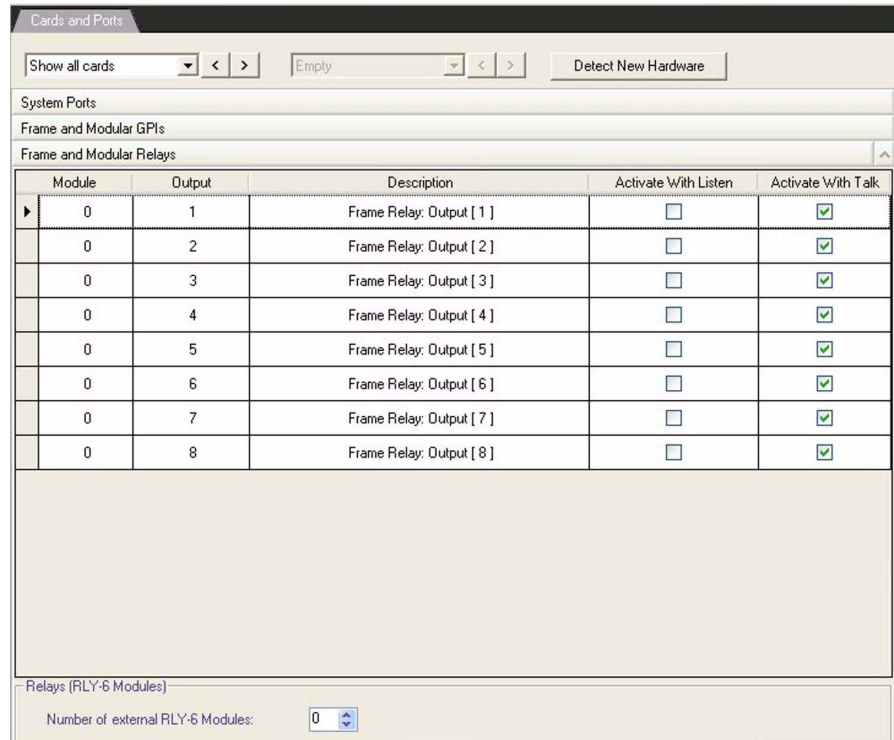 Cards and Ports
Show all cards < > Empty < > Detect New Hardware
System Ports
Frame and Modular GPIs
Frame and Modular Relays
Module Output Description Activate With Listen Activate With Talk
0 1 Frame Relay: Output [ 1 ]
0 2 Frame Relay: Output [ 2 ]
0 3 Frame Relay: Output [ 3 ]
0 4 Frame Relay: Output [ 4 ]
0 5 Frame Relay: Output [ 5 ]
0 6 Frame Relay: Output [ 6 ]
0 7 Frame Relay: Output [ 7 ]
0 8 Frame Relay: Output [ 8 ]
Relays (RLY-6 Modules)
Number of external RLY-6 Modules: 0